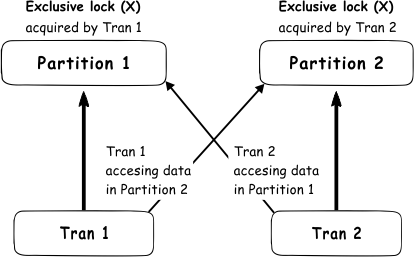 Exclusive lock (X)
acquired by Tran 1
Exclusive lock (X)
acquired by Tran 2
Partition 1
Partition 2
Tran 1
accesing data
in Partition 2
Tran 2
accesing data
in Partition 1
Tran 1
Tran 2